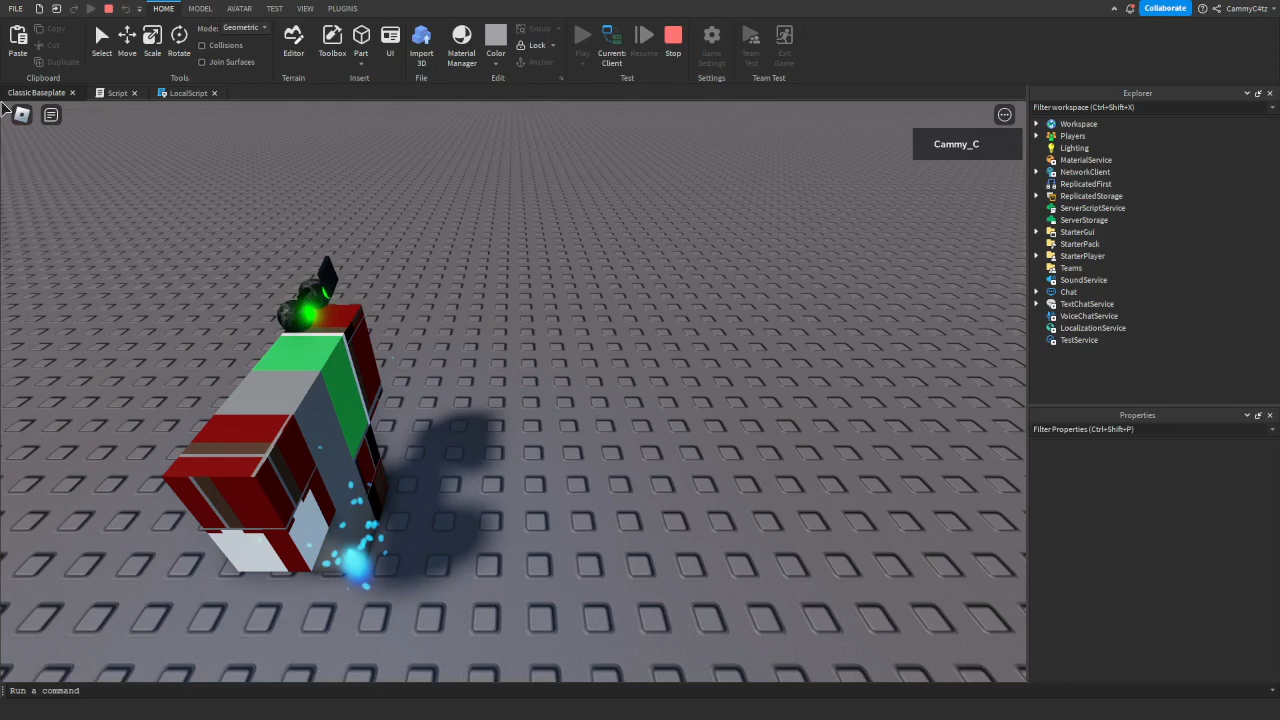 FILE HOME MODEL AVATAR TEST VIEW PLUGINS Collaborate CammyC4tz
Paste Copy Cut Duplicate Select Move Scale Rotate Mode: Geometric Collisions Join Surfaces Editor Toolbox Part UI Import 3D Material Manager Color Group Lock Anchor Play Current: Client Resume Stop Game Settings Team Test Exit Game
Clipboard Tools Terrain Insert File Edit Test Settings Team Test
ClassicBaseplate Script LocalScript
Cammy_C
Explorer
Filter workspace (Ctrl+Shift+X)
Workspace
Players
Lighting
MaterialService
NetworkClient
ReplicatedFirst
ReplicatedStorage
ServerScriptService
ServerStorage
StarterGui
StarterPack
StarterPlayer
Teams
SoundService
Chat
TextChatService
VoiceChatService
LocalizationService
TestService
Properties
Filter Properties (Ctrl+Shift+P)
Run a command